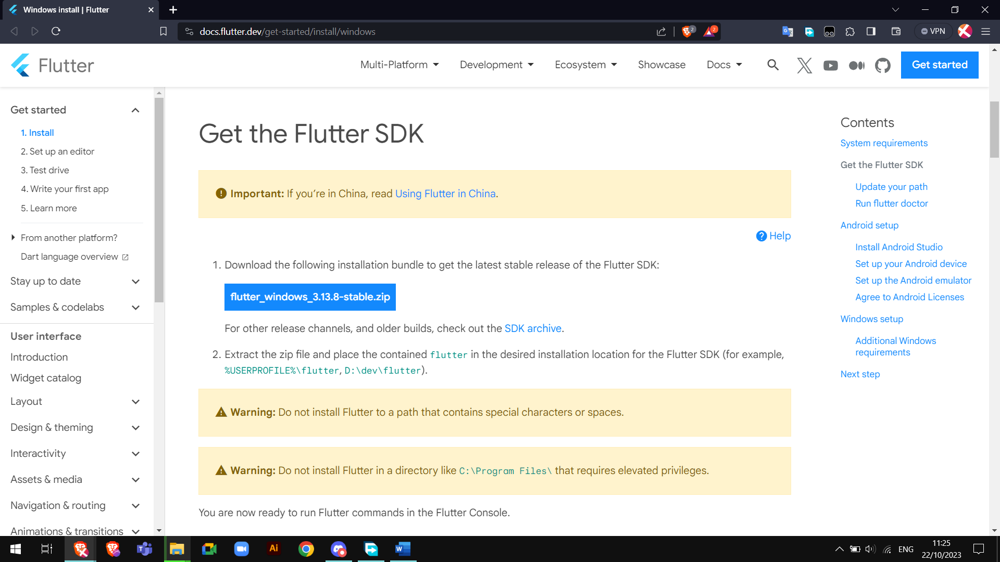 Windows install | Flutter
docs.flutter.dev/get-started/install/windows
2
2
VPN
Flutter
Multi-Platform
Development
Ecosystem
Showcase
Docs
Get started
Get started
1. Install
2. Set up an editor
3. Test drive
4. Write your first app
5. Learn more
From another platform?
Dart language overview
Stay up to date
Samples & codelabs
User interface
Introduction
Widget catalog
Layout
Design & theming
Interactivity
Assets & media
Navigation & routing
Animations & transitions
Get the Flutter SDK
Important: If you’re in China, read Using Flutter in China.
Help
1. Download the following installation bundle to get the latest stable release of the Flutter SDK:
flutter_windows_3.13.8-stable.zip
For other release channels, and older builds, check out the SDK archive.
2. Extract the zip file and place the contained flutter in the desired installation location for the Flutter SDK (for example,
%USERPROFILE%\flutter, D:\dev\flutter).
Warning: Do not install Flutter to a path that contains special characters or spaces.
Warning: Do not install Flutter in a directory like C:\Program Files\ that requires elevated privileges.
You are now ready to run Flutter commands in the Flutter Console.
Contents
System requirements
Get the Flutter SDK
Update your path
Run flutter doctor
Android setup
Install Android Studio
Set up your Android device
Set up the Android emulator
Agree to Android Licenses
Windows setup
Additional Windows
requirements
Next step
Ai
ENG
11:25
22/10/2023